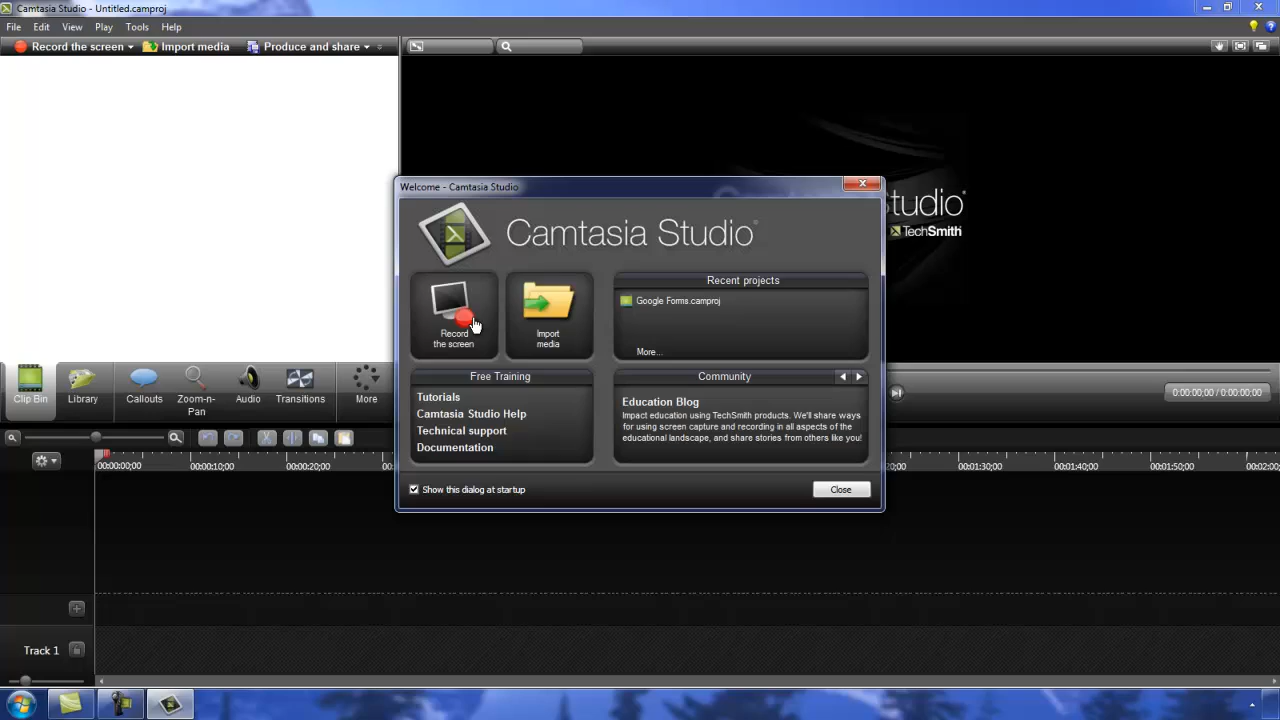 Camtasia Studio - Untitled.camproj
File Edit View Play Tools Help
Record the screen Import media Produce and share
Welcome - Camtasia Studio
Camtasia Studio®
tudio®
TechSmith
Record
the screen
Import
media
Recent projects
Google Forms.camproj
More...
Free Training
Tutorials
Camtasia Studio Help
Technical support
Documentation
Community
Education Blog
Impact education using TechSmith products. We'll share ways
for using screen capture and recording in all aspects of the
educational landscape, and share stories from others like you!
Show this dialog at startup
Close
Clip Bin
Library
Callouts
Zoom-n-
Pan
Audio
Transitions
More
0:00:00;00 / 0:00:00;00
00:00:00;00 00:00:10;00 00:00:20;00 00: 20;00 00:01:30;00 00:01:40;00 00:01:50;00 00:02:0
Track 1